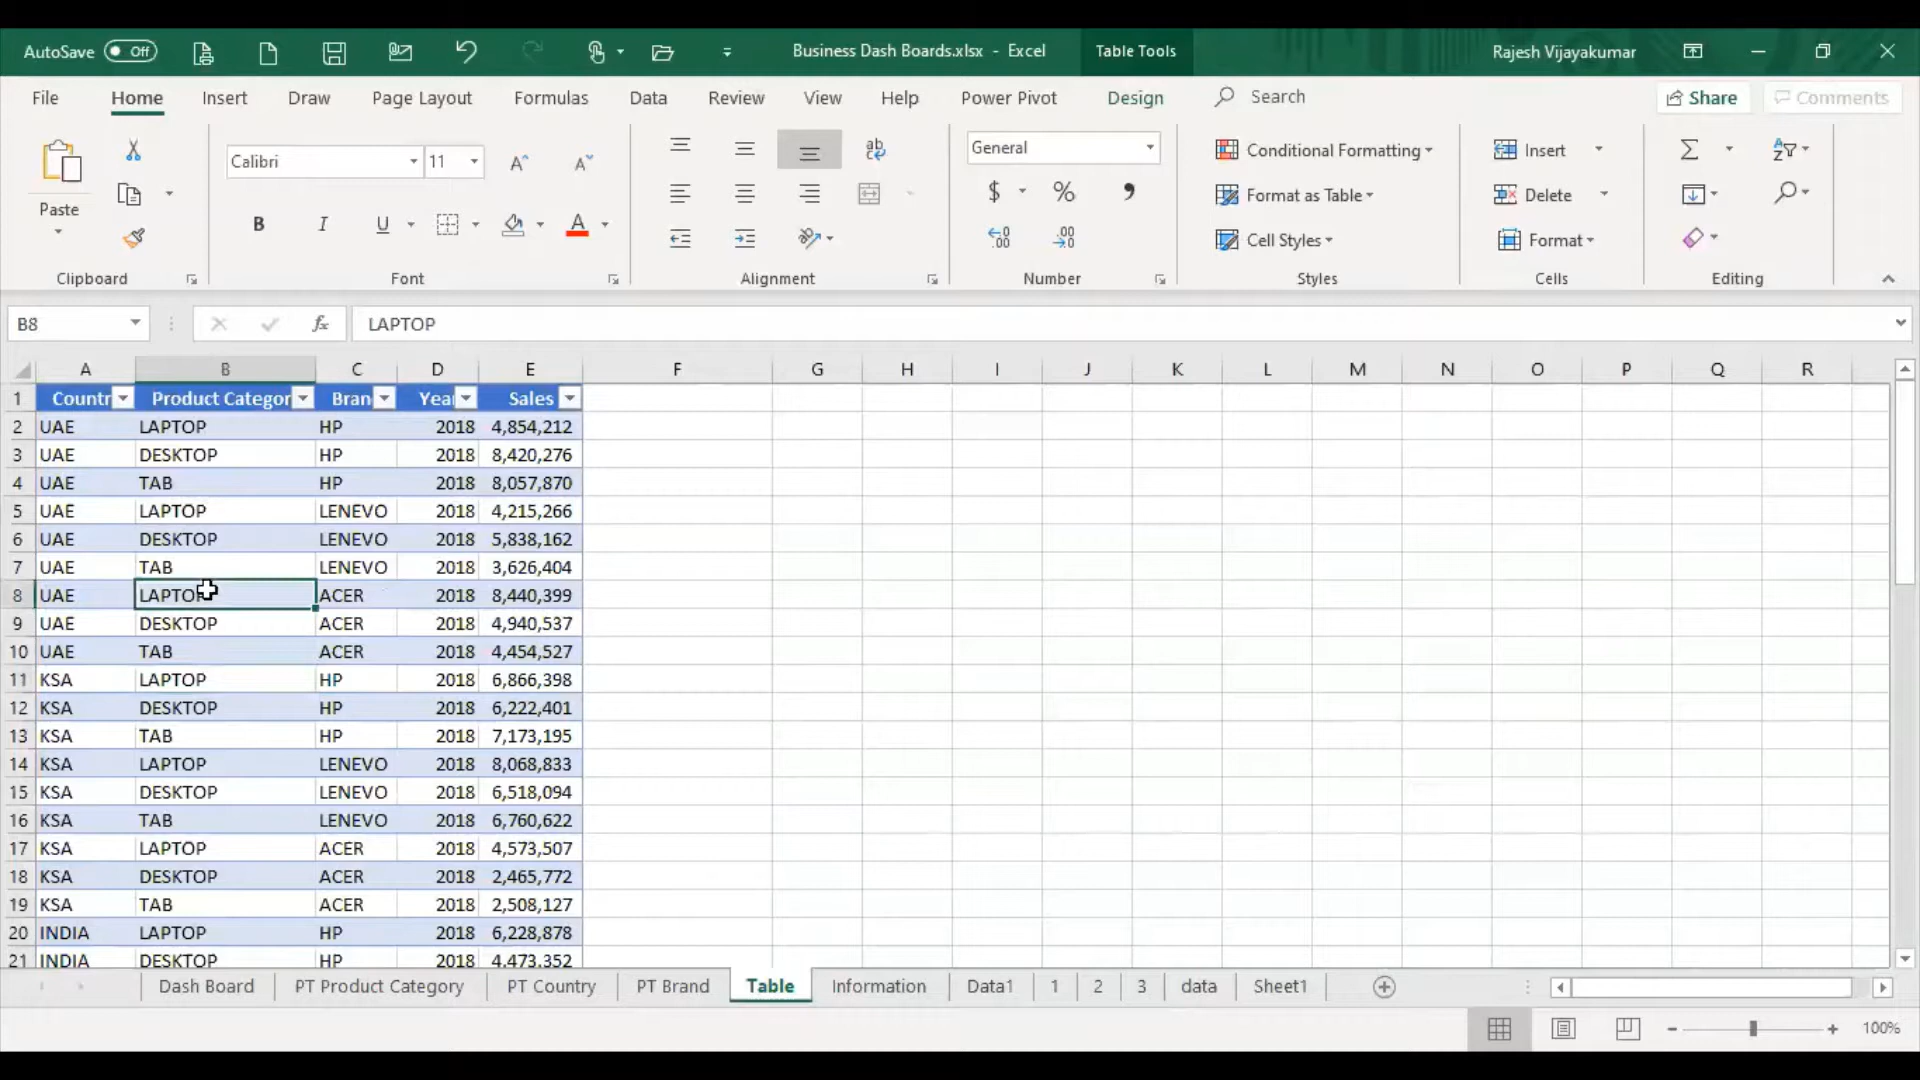 AutoSave Off Business Dash Boards.xlsx - Excel Table Tools Rajesh Vijayakumar
File Home Insert Draw Page Layout Formulas Data Review View Help Power Pivot Design Search Share Comments
Paste Calibri 11 General Conditional Formatting Insert
Format as Table Delete
B I U A $ % , Cell Styles Format
Clipboard Font Alignment Number Styles Cells Editing
B8 fx LAPTOP
A B C D E F G H I J K L M N O P Q R
1 Countr Product Categor Bran Yea Sales
2 UAE LAPTOP HP 2018 4,854,212
3 UAE DESKTOP HP 2018 8,420,276
4 UAE TAB HP 2018 8,057,870
5 UAE LAPTOP LENEVO 2018 4,215,266
6 UAE DESKTOP LENEVO 2018 5,838,162
7 UAE TAB LENEVO 2018 3,626,404
8 UAE LAPTOP ACER 2018 8,440,399
9 UAE DESKTOP ACER 2018 4,940,537
10 UAE TAB ACER 2018 4,454,527
11 KSA LAPTOP HP 2018 6,866,398
12 KSA DESKTOP HP 2018 6,222,401
13 KSA TAB HP 2018 7,173,195
14 KSA LAPTOP LENEVO 2018 8,068,833
15 KSA DESKTOP LENEVO 2018 6,518,094
16 KSA TAB LENEVO 2018 6,760,622
17 KSA LAPTOP ACER 2018 4,573,507
18 KSA DESKTOP ACER 2018 2,465,772
19 KSA TAB ACER 2018 2,508,127
20 INDIA LAPTOP HP 2018 6,228,878
21 INDIA DESKTOP HP 2018 4,473,352
Dash Board PT Product Category PT Country PT Brand Table Information Data1 1 2 3 data Sheet1
100%